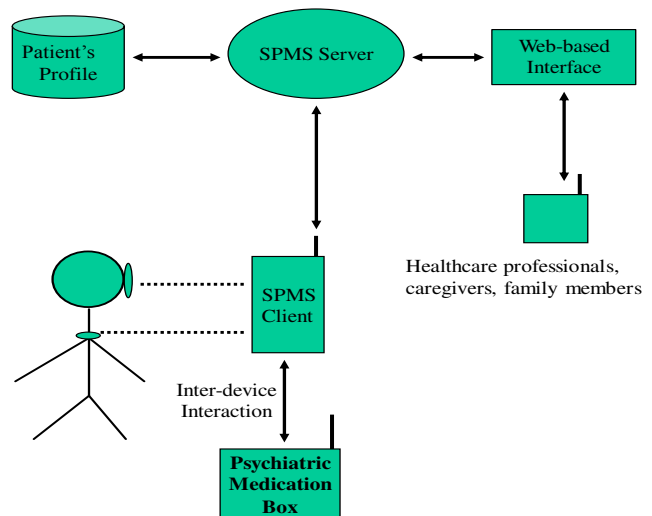 Patient's
Profile
SPMS Server
Web-based
Interface
Healthcare professionals,
caregivers, family members
SPMS
Client
Inter-device
Interaction
Psychiatric
Medication
Box